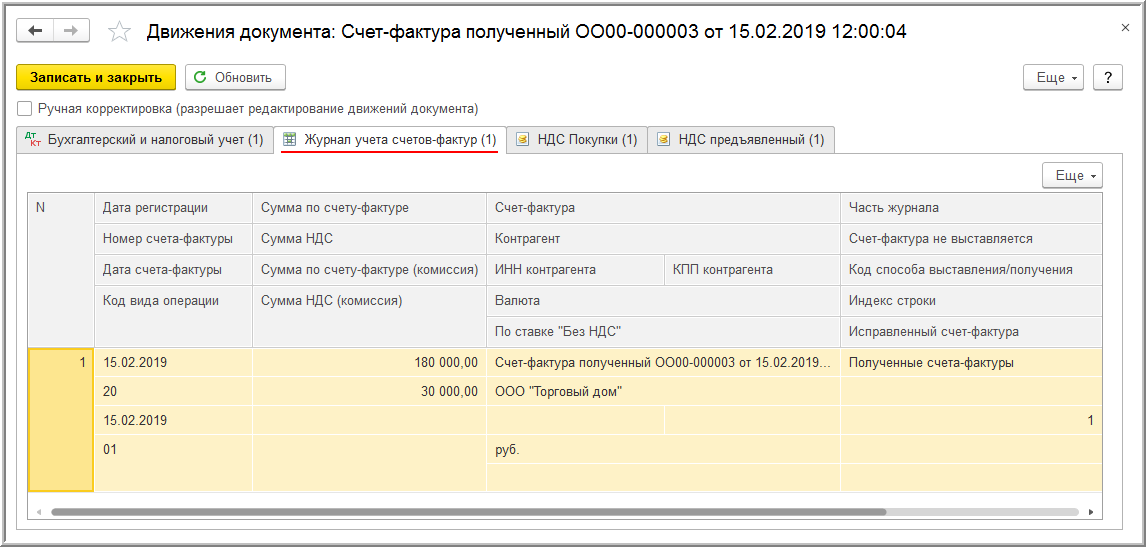 Движения документа: Счет-фактура полученный ОО00-000003 от 15.02.2019 12:00:04
Записать и закрыть Обновить Еще ?
Ручная корректировка (разрешает редактирование движений документа)
Дт Кт Бухгалтерский и налоговый учет (1) Журнал учета счетов-фактур (1) НДС Покупки (1) НДС предъявленный (1)
Еще
N Дата регистрации Сумма по счету-фактуре Счет-фактура Часть журнала
Номер счета-фактуры Сумма НДС Контрагент Счет-фактура не выставляется
Дата счета-фактуры Сумма по счету-фактуре (комиссия) ИНН контрагента КПП контрагента Код способа выставления/получения
Код вида операции Сумма НДС (комиссия) Валюта Индекс строки
По ставке "Без НДС" Исправленный счет-фактура
1 15.02.2019 180 000,00 Счет-фактура полученный ОО00-000003 от 15.02.2019... Полученные счета-фактуры
20 30 000,00 ООО "Торговый дом"
15.02.2019 1
01 руб.